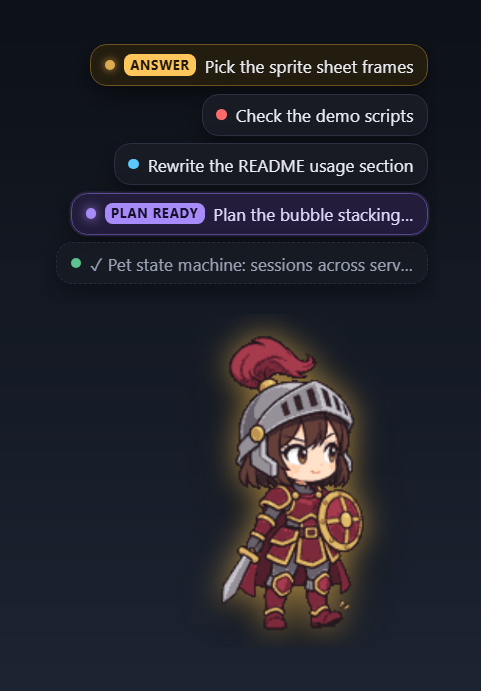 ANSWER Pick the sprite sheet frames
Check the demo scripts
Rewrite the README usage section
PLAN READY Plan the bubble stacking...
✓ Pet state machine: sessions across serv...